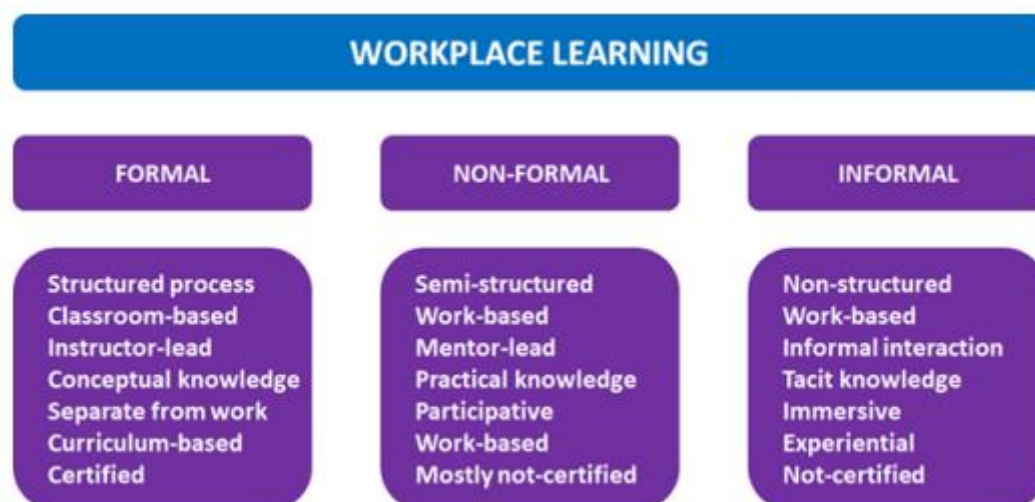 WORKPLACE LEARNING
FORMAL
Structured process
Classroom-based
Instructor-lead
Conceptual knowledge
Separate from work
Curriculum-based
Certified
NON-FORMAL
Semi-structured
Work-based
Mentor-lead
Practical knowledge
Participative
Work-based
Mostly not-certified
INFORMAL
Non-structured
Work-based
Informal interaction
Tacit knowledge
Immersive
Experiential
Not-certified